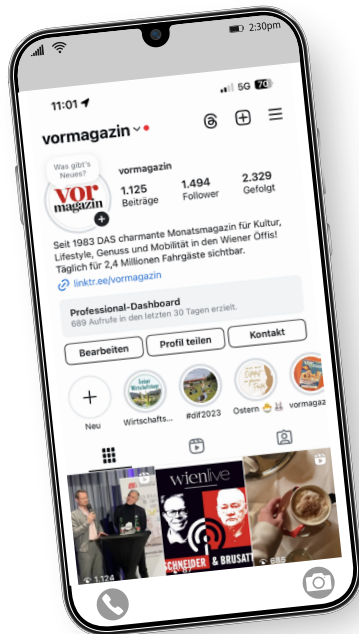 2:30pm
11:01
5G 70
vormagazin
Was gibt's
Neues?
vor
magazin
vormagazin
1.125 1.494 2.329
Beiträge Follower Gefolgt
Seit 1983 DAS charmante Monatsmagazin für Kultur,
Lifestyle, Genuss und Mobilität in den Wiener Öffis!
Täglich für 2,4 Millionen Fahrgäste sichtbar.
linktr.ee/vormagazin
Professional-Dashboard
689 Aufrufe in den letzten 30 Tagen erzielt.
Bearbeiten Profil teilen Kontakt
Neu Wirtschafts... #dif2023 Ostern 🐣 🐰 vormagaz
wienlive
SCHNEIDER & BRUSATT
1.124 87 685